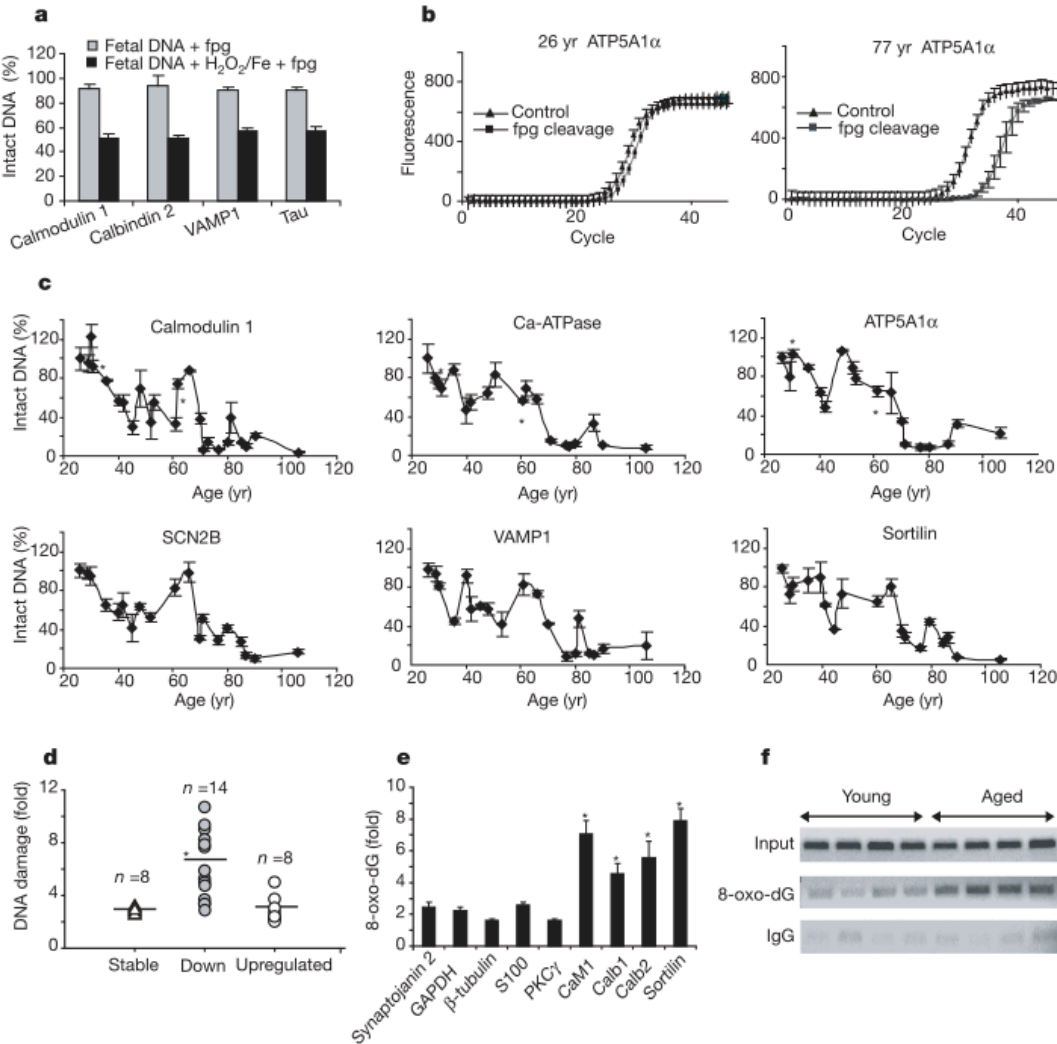 a
Fetal DNA + fpg
Fetal DNA + H₂O₂/Fe + fpg
Intact DNA (%)
120
100
80
60
40
20
0
Calmodulin 1
Calbindin 2
VAMP1
Tau
b
26 yr ATP5A1α
Fluorescence
800
400
0
Control
fpg cleavage
0 20 40
Cycle
77 yr ATP5A1α
800
400
0
Control
fpg cleavage
0 20 40
Cycle
c
Calmodulin 1
Intact DNA (%)
120
80
40
0
20 40 60 80 100 120
Age (yr)
Ca-ATPase
120
80
40
0
20 40 60 80 100 120
Age (yr)
ATP5A1α
120
80
40
0
20 40 60 80 100 120
Age (yr)
SCN2B
Intact DNA (%)
120
80
40
0
20 40 60 80 100 120
Age (yr)
VAMP1
120
80
40
0
20 40 60 80 100 120
Age (yr)
Sortilin
120
80
40
0
20 40 60 80 100 120
Age (yr)
d
DNA damage (fold)
12
8
4
0
n =8
n =14
*
n =8
Stable Down Upregulated
e
8-oxo-dG (fold)
10
8
6
4
2
0
* * * *
Synaptojanin 2
GAPDH
β-tubulin
S100
PKCγ
CaM1
Calb1
Calb2
Sortilin
f
Young Aged
Input
8-oxo-dG
IgG